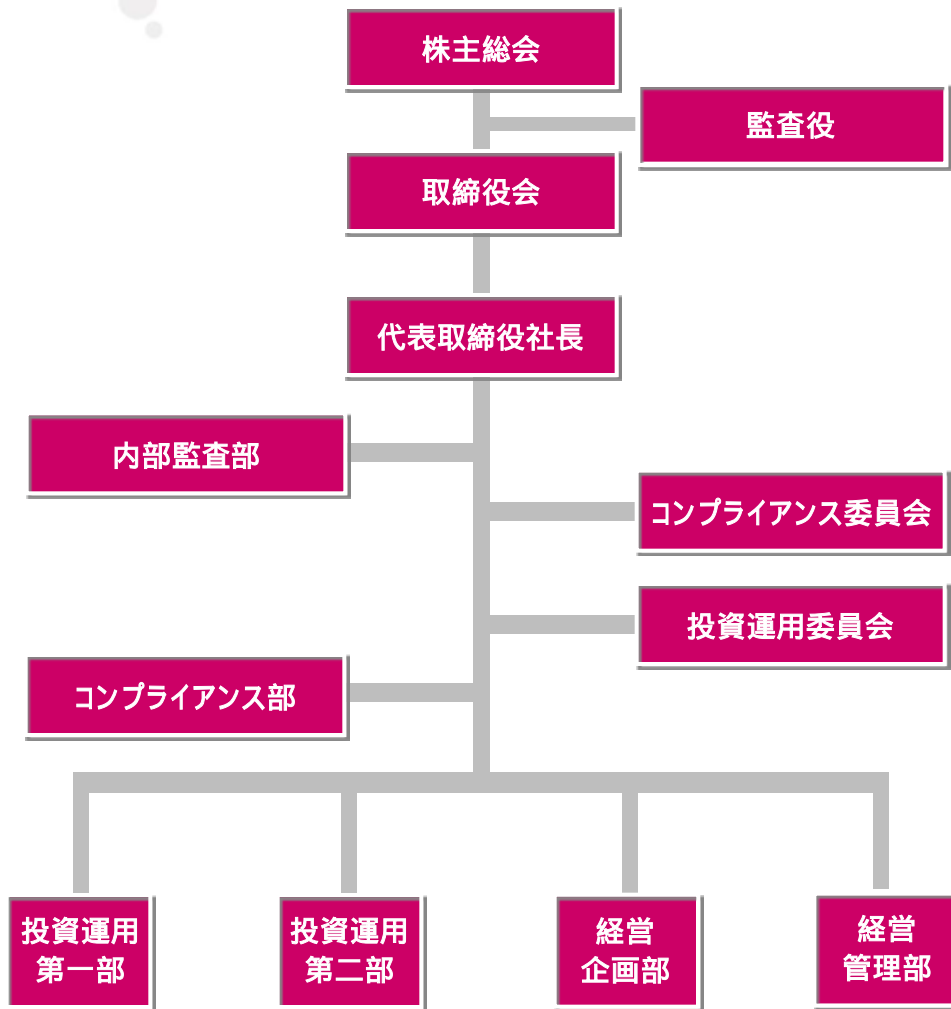 株主総会
監査役
取締役会
代表取締役社長
内部監査部
コンプライアンス委員会
投資運用委員会
コンプライアンス部
投資運用
第一部
投資運用
第二部
経営
企画部
経営
管理部